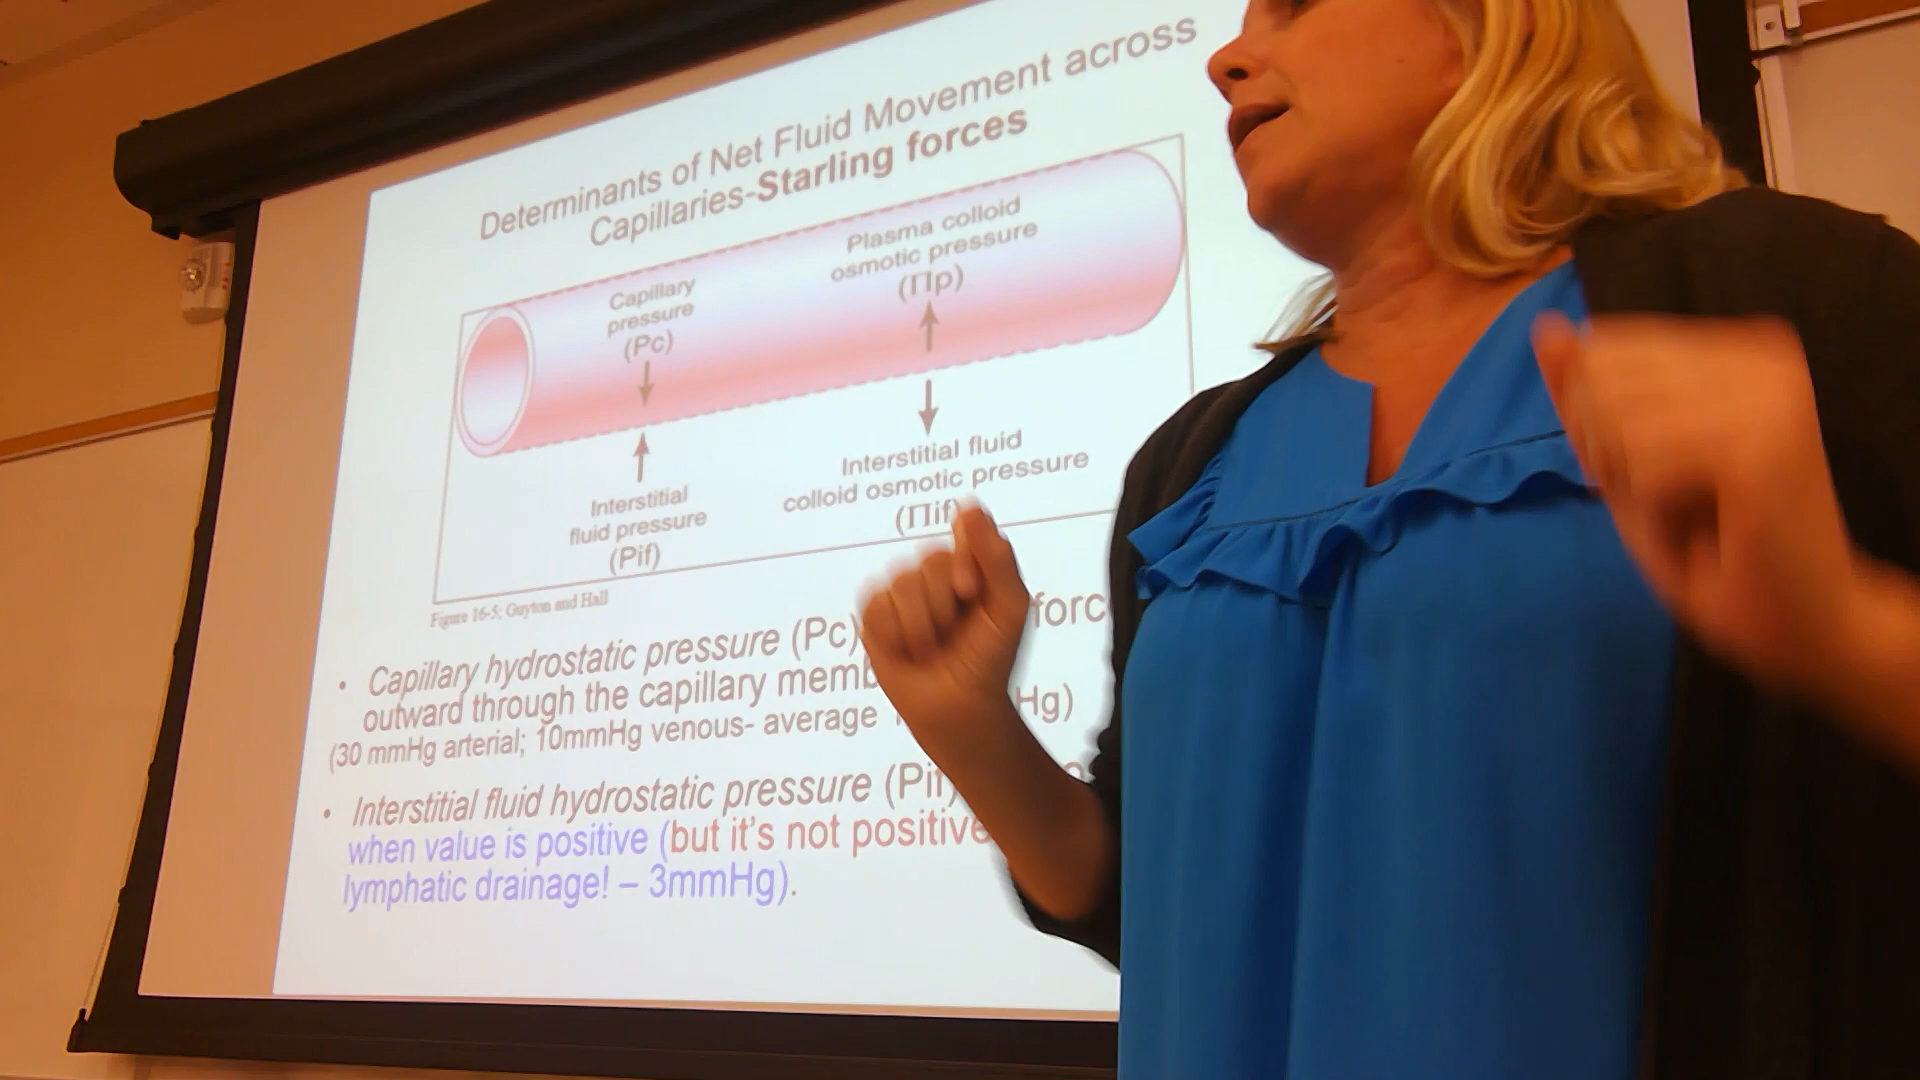 Determinants of Net Fluid Movement across
Capillaries-Starling forces
Capillary
pressure
(Pc)
Plasma colloid
osmotic pressure
(Πp)
Interstitial
fluid pressure
(Pif)
Interstitial fluid
colloid osmotic pressure
(Πif)
Figure 16-5; Guyton and Hall
• Capillary hydrostatic pressure (Pc) forc
outward through the capillary memb
(30 mmHg arterial; 10mmHg venous- average Hg)
• Interstitial fluid hydrostatic pressure (Pif)
when value is positive (but it's not positive
lymphatic drainage! – 3mmHg).